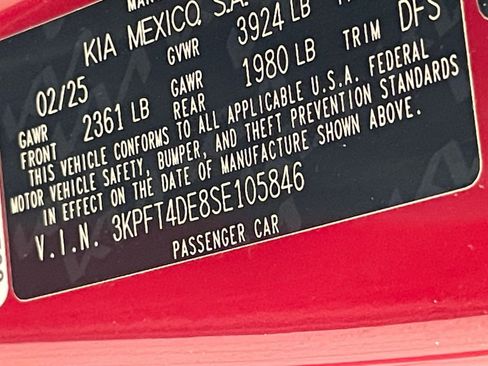 KIA MEXICO, S.A.
02/25 GVWR 3924 LB
GAWR FRONT 2361 LB GAWR REAR 1980 LB TRIM DFS
THIS VEHICLE CONFORMS TO ALL APPLICABLE U.S.A. FEDERAL
MOTOR VEHICLE SAFETY, BUMPER, AND THEFT PREVENTION STANDARDS
IN EFFECT ON THE DATE OF MANUFACTURE SHOWN ABOVE.
V.I.N. 3KPFT4DE8SE105846
PASSENGER CAR